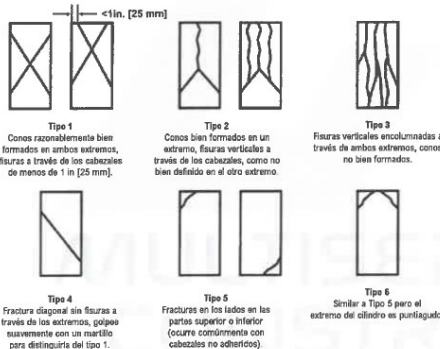 <1in. [25 mm]
Tipo 1
Conos razonablemente bien
formados en ambos extremos,
fisuras a través de los cabezales
de menos de 1 in [25 mm].
Tipo 2
Conos bien formados en un
extremo, fisuras verticales a
través de los cabezales, como no
bien definido en el otro extremo.
Tipo 3
Fisuras verticales encolumnadas a
través de ambos extremos, conos
no bien formados.
Tipo 4
Fractura diagonal sin fisuras a
través de los extremos, golpee
suavemente con un martillo
para distinguirla del tipo 1.
Tipo 5
Fracturas en los lados en las
partes superior o inferior
(ocurre comúnmente con
cabezales no adheridos).
Tipo 6
Similar a Tipo 5 pero el
extremo del cilindro es puntiagudo